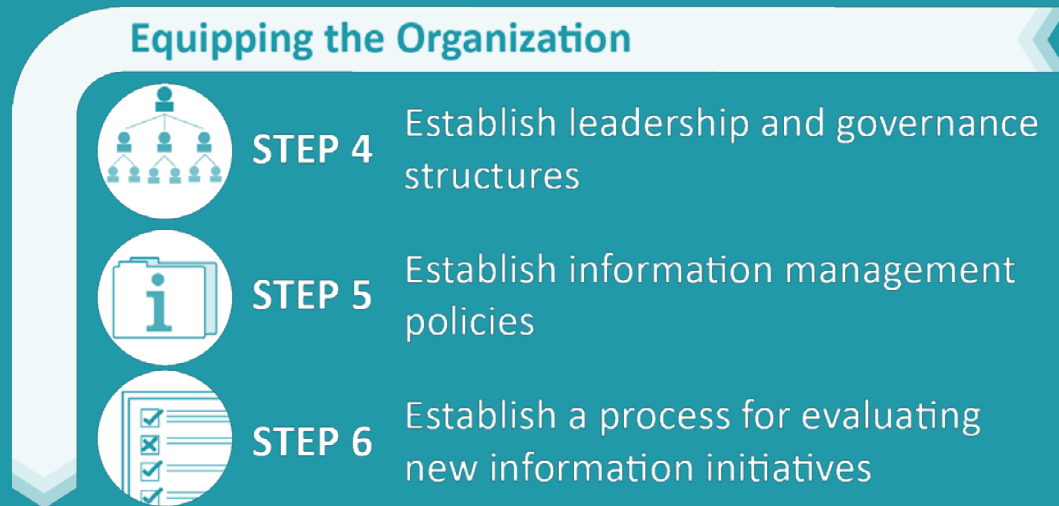 Equipping the Organization
STEP 4
Establish leadership and governance
structures
STEP 5
Establish information management
policies
STEP 6
Establish a process for evaluating
new information initiatives